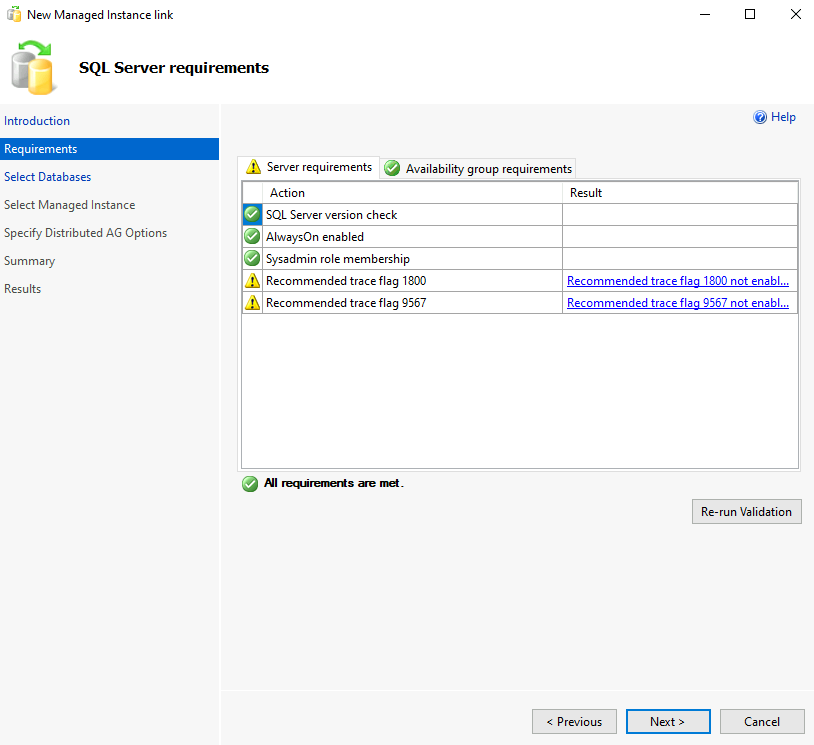 New Managed Instance link
SQL Server requirements
Introduction
Requirements
Select Databases
Select Managed Instance
Specify Distributed AG Options
Summary
Results
Help
Server requirements
Availability group requirements
Action Result
SQL Server version check
AlwaysOn enabled
Sysadmin role membership
Recommended trace flag 1800 Recommended trace flag 1800 not enabl...
Recommended trace flag 9567 Recommended trace flag 9567 not enabl...
All requirements are met.
Re-run Validation
< Previous Next > Cancel